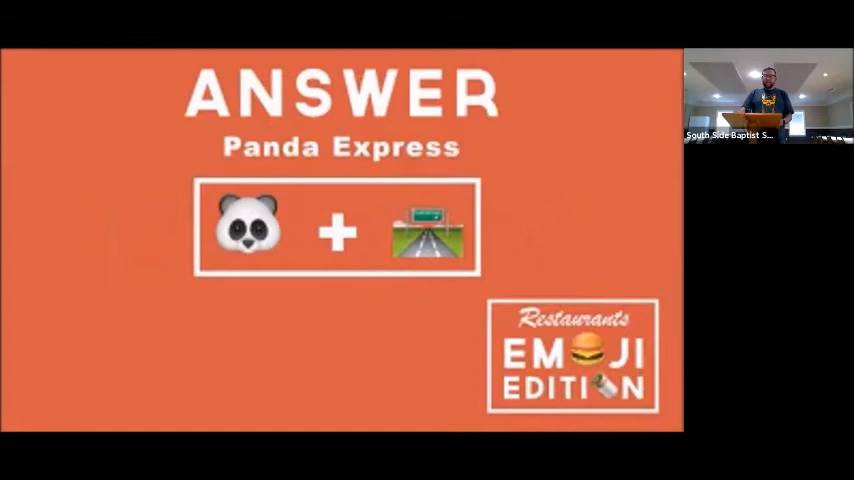 ANSWER
Panda Express
Restaurants
EMOJI
EDITION
South Side Baptist S...